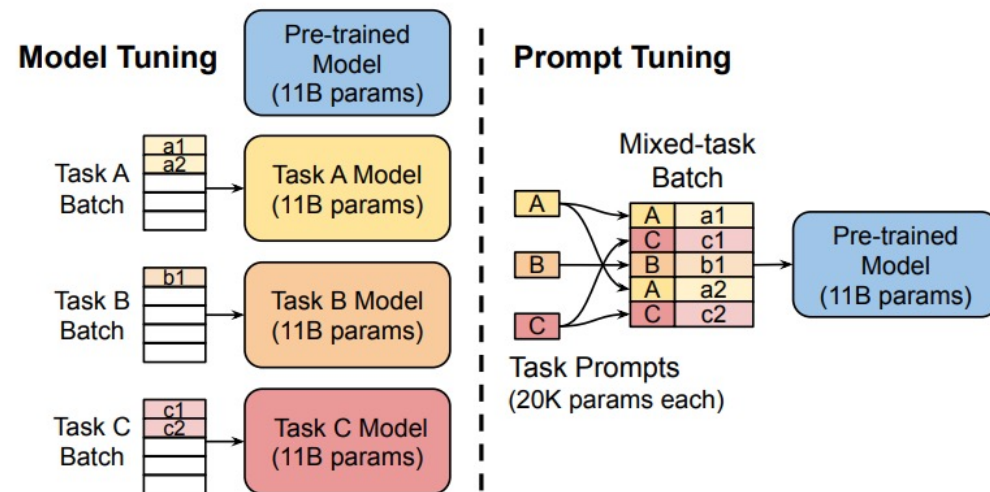 Model Tuning
Pre-trained
Model
(11B params)
Task A
Batch
a1
a2
Task A Model
(11B params)
Task B
Batch
b1
Task B Model
(11B params)
Task C
Batch
c1
c2
Task C Model
(11B params)
Prompt Tuning
Mixed-task
Batch
A
B
C
A a1
C c1
B b1
A a2
C c2
Pre-trained
Model
(11B params)
Task Prompts
(20K params each)